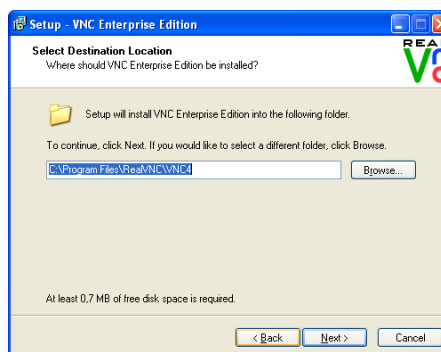 Setup - VNC Enterprise Edition
Select Destination Location
Where should VNC Enterprise Edition be installed?
REA
Setup will install VNC Enterprise Edition into the following folder.
To continue, click Next. If you would like to select a different folder, click Browse.
C:\Program Files\RealVNC\VNC4
Browse...
At least 0,7 MB of free disk space is required.
< Back
Next >
Cancel